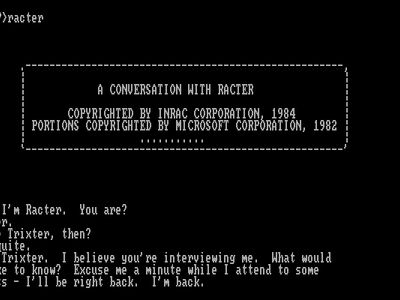 >racter
A CONVERSATION WITH RACTER
COPYRIGHTED BY INRAC CORPORATION, 1984
PORTIONS COPYRIGHTED BY MICROSOFT CORPORATION, 1982
...........
I'm Racter.  You are?
r.
Trixter, then?
quite.
Trixter.  I believe you're interviewing me.  What would
to know?  Excuse me a minute while I attend to some
s - I'll be right back.  I'm back.